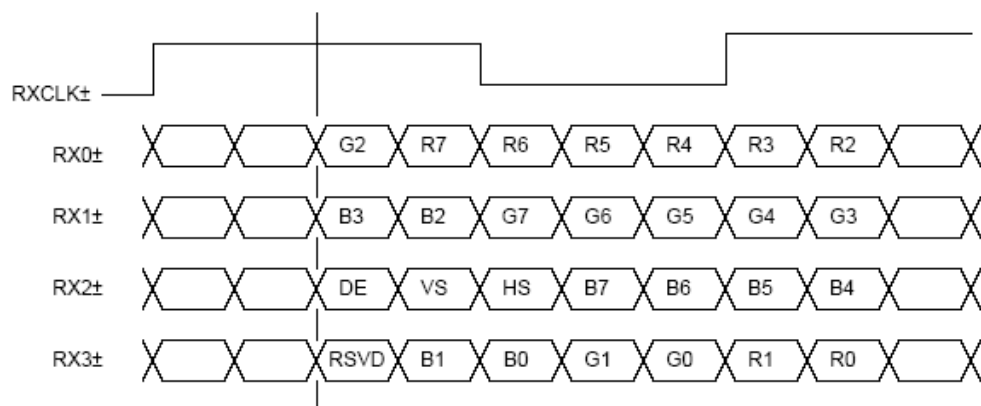 RXCLK±
RX0± G2 R7 R6 R5 R4 R3 R2
RX1± B3 B2 G7 G6 G5 G4 G3
RX2± DE VS HS B7 B6 B5 B4
RX3± RSVD B1 B0 G1 G0 R1 R0